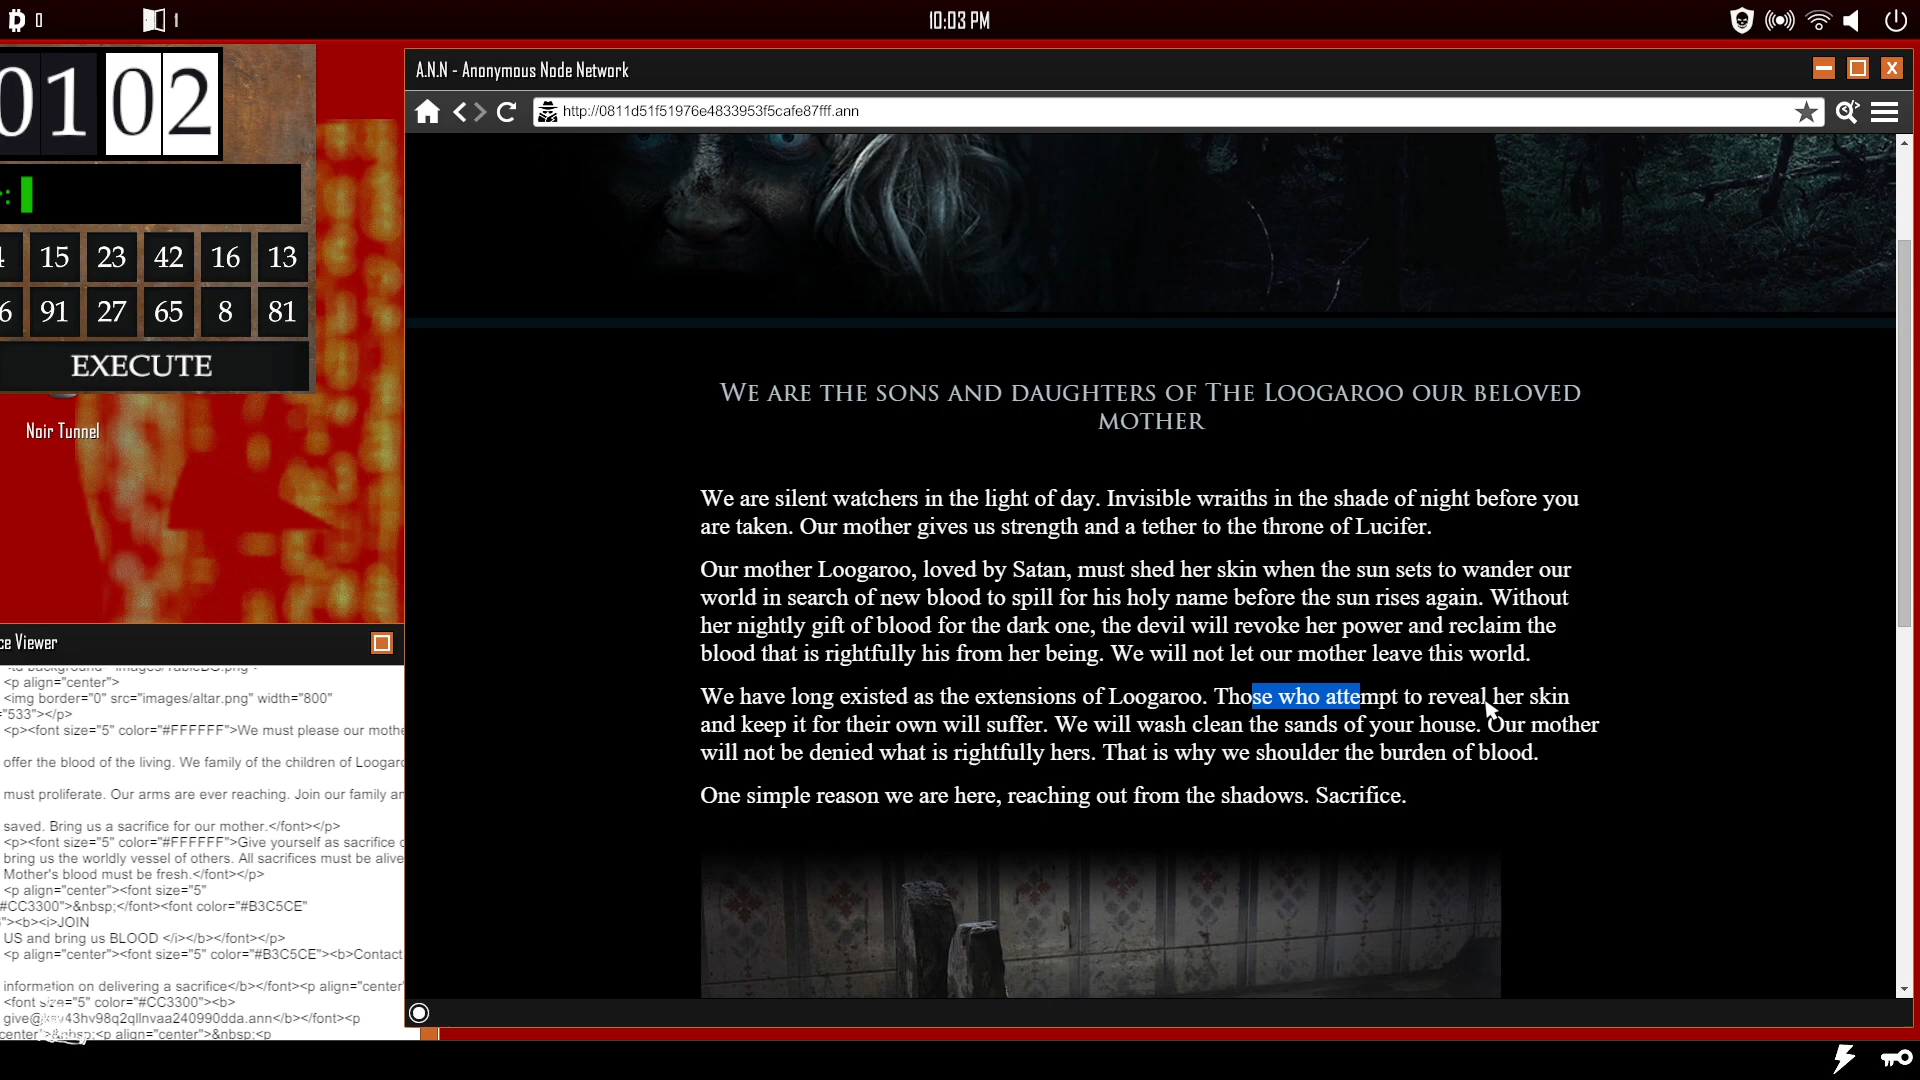 0
1
10:03 PM
01 02
:
15 23 42 16 13
91 27 65 8 81
EXECUTE
Noir Tunnel
A.N.N - Anonymous Node Network
http://0811d51f51976e4833953f5cafe87fff.ann
We are the sons and daughters of The Loogaroo our beloved
mother
We are silent watchers in the light of day. Invisible wraiths in the shade of night before you
are taken. Our mother gives us strength and a tether to the throne of Lucifer.
Our mother Loogaroo, loved by Satan, must shed her skin when the sun sets to wander our
world in search of new blood to spill for his holy name before the sun rises again. Without
her nightly gift of blood for the dark one, the devil will revoke her power and reclaim the
blood that is rightfully his from her being. We will not let our mother leave this world.
We have long existed as the extensions of Loogaroo. Those who attempt to reveal her skin
and keep it for their own will suffer. We will wash clean the sands of your house. Our mother
will not be denied what is rightfully hers. That is why we shoulder the burden of blood.
One simple reason we are here, reaching out from the shadows. Sacrifice.
ce Viewer
<p align="center">
<img border="0" src="images/altar.png" width="800"
"533"></p>
<p><font size="5" color="#FFFFFF">We must please our mothe
offer the blood of the living. We family of the children of Loogaro
must proliferate. Our arms are ever reaching. Join our family an
saved. Bring us a sacrifice for our mother.</font></p>
<p><font size="5" color="#FFFFFF">Give yourself as sacrifice o
bring us the worldly vessel of others. All sacrifices must be alive
Mother's blood must be fresh.</font></p>
<p align="center"><font size="5"
#CC3300">&nbsp;</font><font color="#B3C5CE"
"><b><i>JOIN
US and bring us BLOOD </i></b></font></p>
<p align="center"><font size="5" color="#B3C5CE"><b>Contact
information on delivering a sacrifice</b></font><p align="center"
<font size="5" color="#CC3300"><b>
center">&nbsp;<p align="center">&nbsp;<p